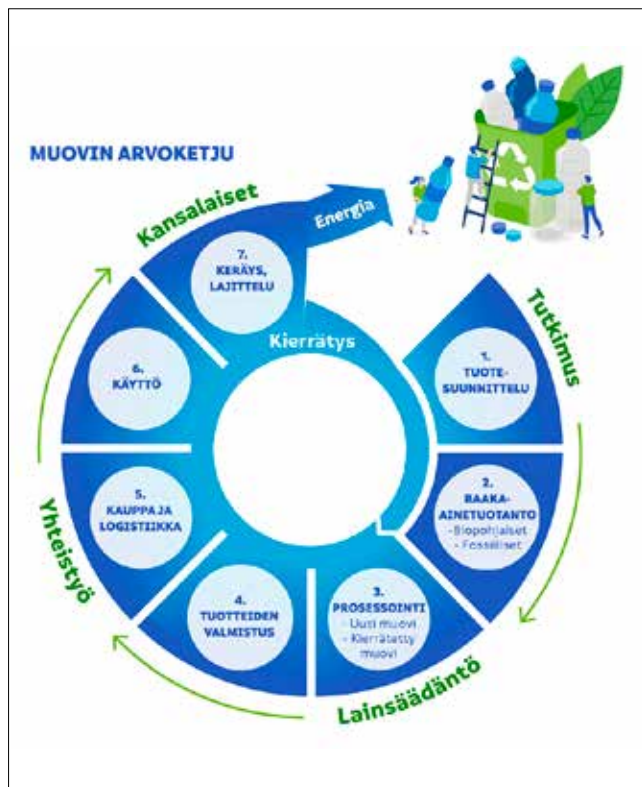 MUOVIN ARVOKETJU
Kansalaiset
Energia
Kierrätys
Tutkimus
1.
TUOTE-
SUUNNITTELU
2.
RAAKA-
AINETUOTANTO
-Biopohjaiset
- Fossiiliset
3.
PROSESSOINTI
- Uusi muovi
- Kierrätetty
muovi
Lainsäädäntö
4.
TUOTTEIDEN
VALMISTUS
5.
KAUPPA JA
LOGISTIIKKA
Yhteistyö
6.
KÄYTTÖ
7.
KERÄYS,
LAJITTELU